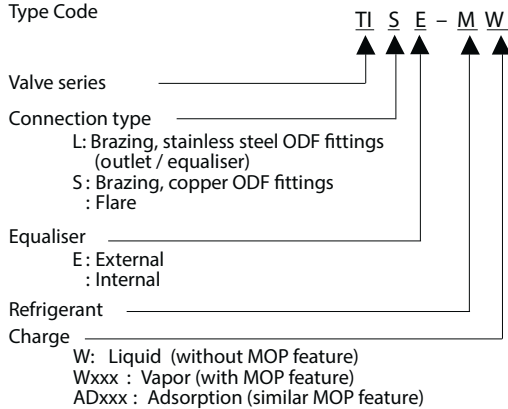 Type Code
TI S E – M W
Valve series
Connection type
L: Brazing, stainless steel ODF fittings
(outlet / equaliser)
S : Brazing, copper ODF fittings
: Flare
Equaliser
E : External
: Internal
Refrigerant
Charge
W: Liquid (without MOP feature)
Wxxx : Vapor (with MOP feature)
ADxxx : Adsorption (similar MOP feature)